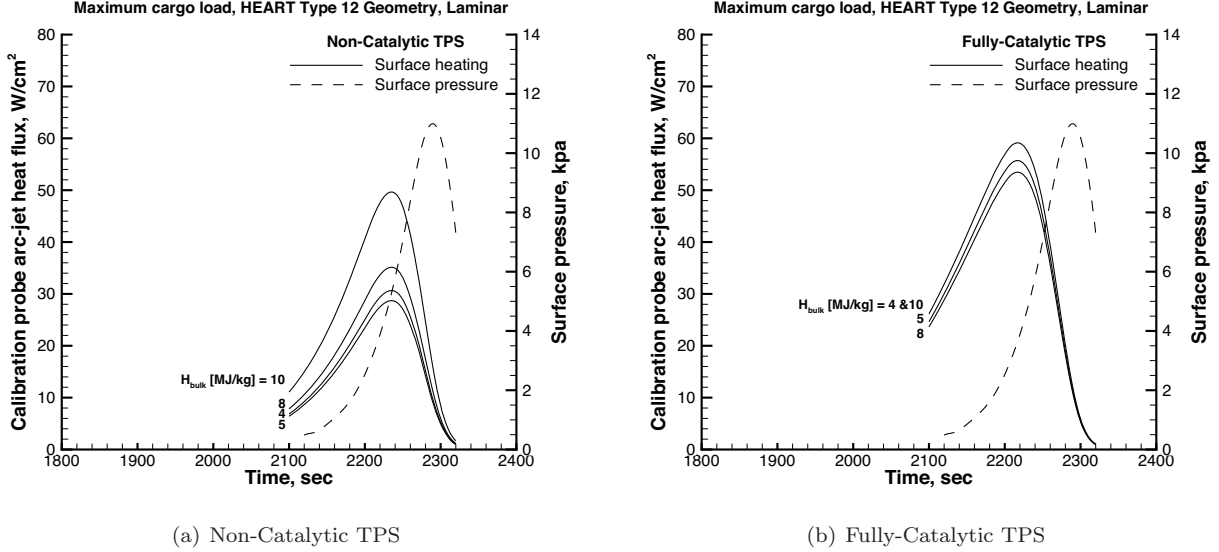 Maximum cargo load, HEART Type 12 Geometry, Laminar
80
70
60
50
40
30
20
10
0
Calibration probe arc-jet heat flux, W/cm²
Non-Catalytic TPS
Surface heating
Surface pressure
14
12
10
8
6
4
2
0
Surface pressure, kpa
H_bulk [MJ/kg] = 10
8
4
5
1800
1900
2000
2100
2200
2300
2400
Time, sec
(a) Non-Catalytic TPS
Maximum cargo load, HEART Type 12 Geometry, Laminar
80
70
60
50
40
30
20
10
0
Calibration probe arc-jet heat flux, W/cm²
Fully-Catalytic TPS
Surface heating
Surface pressure
14
12
10
8
6
4
2
0
Surface pressure, kpa
H_bulk [MJ/kg] = 4 &10
5
8
1800
1900
2000
2100
2200
2300
2400
Time, sec
(b) Fully-Catalytic TPS